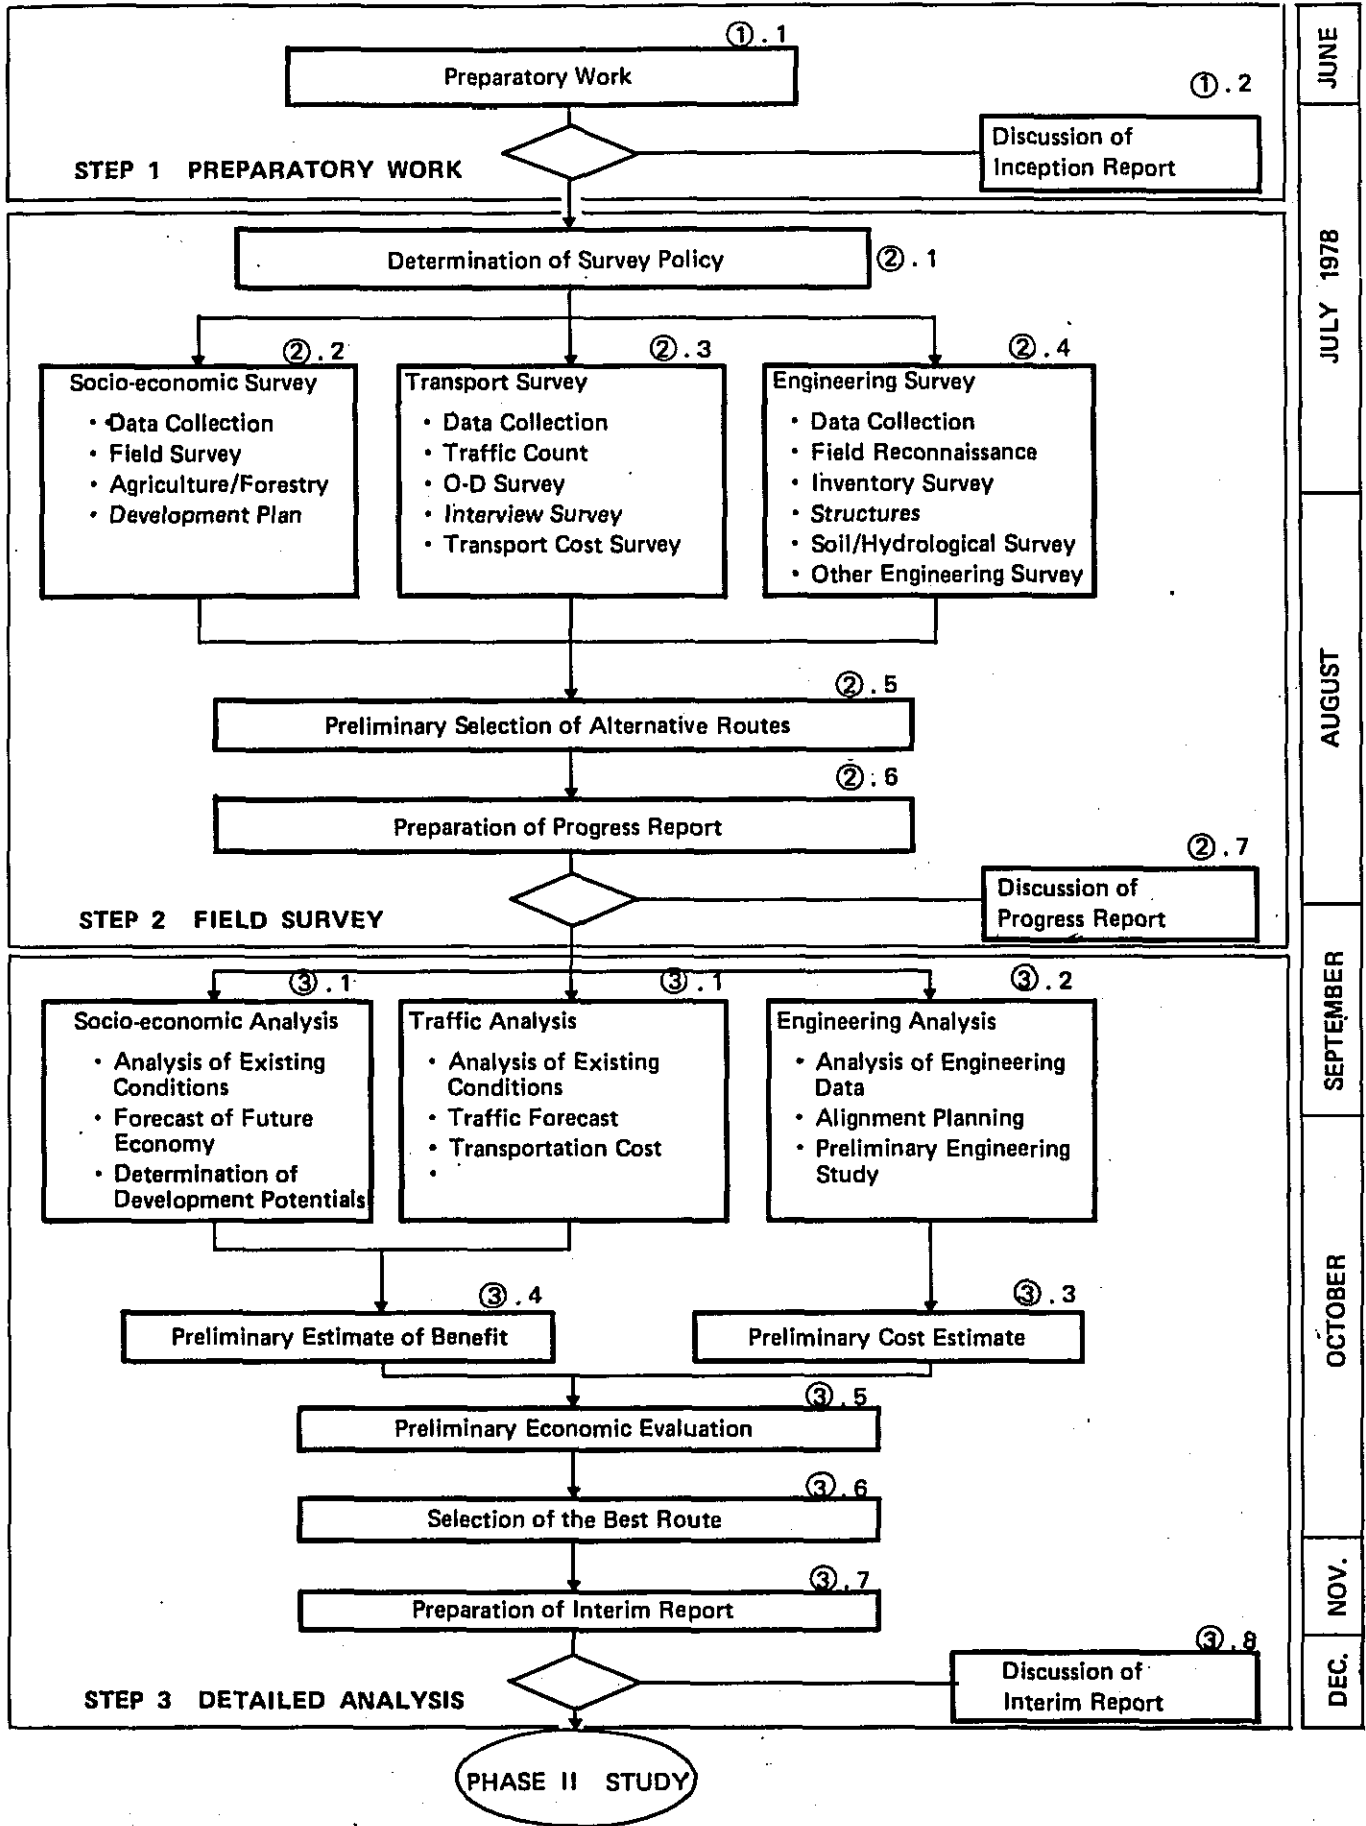 ①.1
Preparatory Work
①.2
Discussion of
Inception Report
STEP 1 PREPARATORY WORK
Determination of Survey Policy
②.1
②.2
Socio-economic Survey
• Data Collection
• Field Survey
• Agriculture/Forestry
• Development Plan
②.3
Transport Survey
• Data Collection
• Traffic Count
• O-D Survey
• Interview Survey
• Transport Cost Survey
②.4
Engineering Survey
• Data Collection
• Field Reconnaissance
• Inventory Survey
• Structures
• Soil/Hydrological Survey
• Other Engineering Survey
②.5
Preliminary Selection of Alternative Routes
②.6
Preparation of Progress Report
②.7
Discussion of
Progress Report
STEP 2 FIELD SURVEY
③.1
Socio-economic Analysis
• Analysis of Existing
Conditions
• Forecast of Future
Economy
• Determination of
Development Potentials
③.1
Traffic Analysis
• Analysis of Existing
Conditions
• Traffic Forecast
• Transportation Cost
•
③.2
Engineering Analysis
• Analysis of Engineering
Data
• Alignment Planning
• Preliminary Engineering
Study
③.4
Preliminary Estimate of Benefit
③.3
Preliminary Cost Estimate
③.5
Preliminary Economic Evaluation
③.6
Selection of the Best Route
③.7
Preparation of Interim Report
③.8
Discussion of
Interim Report
STEP 3 DETAILED ANALYSIS
PHASE II STUDY
JUNE
JULY 1978
AUGUST
SEPTEMBER
OCTOBER
NOV.
DEC.